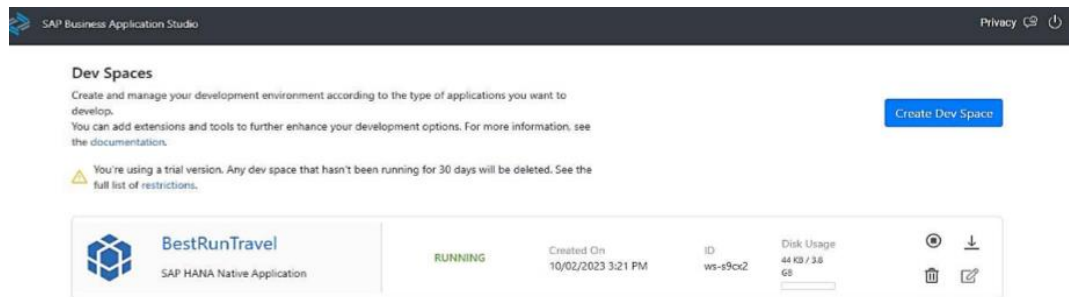 SAP Business Application Studio
Privacy
Dev Spaces
Create and manage your development environment according to the type of applications you want to
develop.
You can add extensions and tools to further enhance your development options. For more information, see
the documentation.
Create Dev Space
You're using a trial version. Any dev space that hasn't been running for 30 days will be deleted. See the
full list of restrictions.
BestRunTravel
SAP HANA Native Application
RUNNING
Created On
10/02/2023 3:21 PM
ID
ws-s9cx2
Disk Usage
44 KB / 3.6
GB